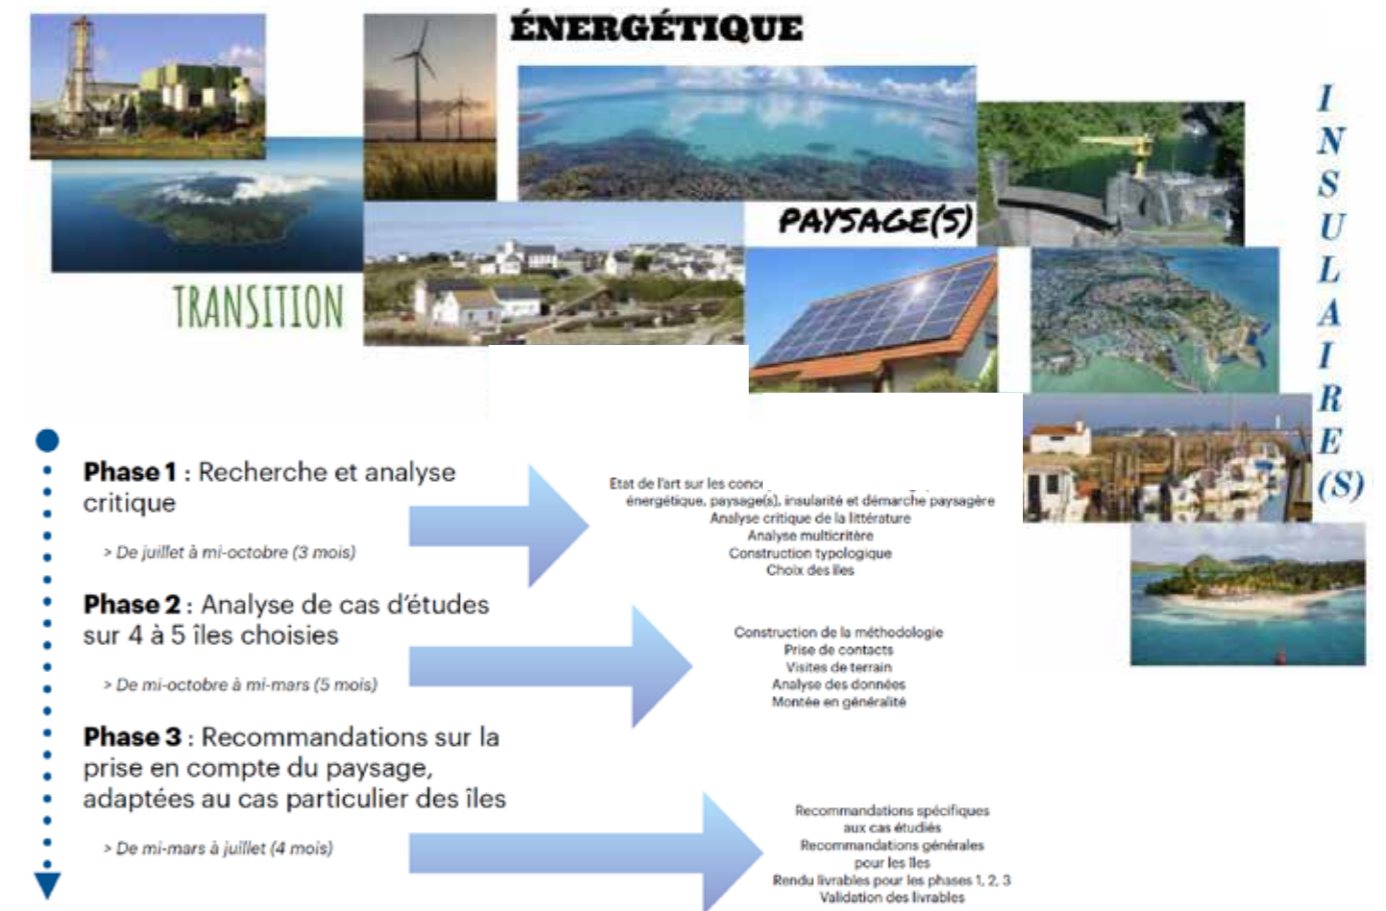 ÉNERGÉTIQUE
PAYSAGE(S)
TRANSITION
INSULAIRE(S)
Phase 1 : Recherche et analyse
critique
> De juillet à mi-octobre (3 mois)
Etat de l'art sur les
énergétique, paysage(s), insularité et démarche paysagère
Analyse critique de la littérature
Analyse multicritère
Construction typologique
Choix des îles
Phase 2 : Analyse de cas d'études
sur 4 à 5 îles choisies
> De mi-octobre à mi-mars (5 mois)
Construction de la méthodologie
Prise de contacts
Visites de terrain
Analyse des données
Montée en généralité
Phase 3 : Recommandations sur la
prise en compte du paysage,
adaptées au cas particulier des îles
> De mi-mars à juillet (4 mois)
Recommandations spécifiques
aux cas étudiés
Recommandations générales
pour les îles
Rendu livrables pour les phases 1, 2, 3
Validation des livrables